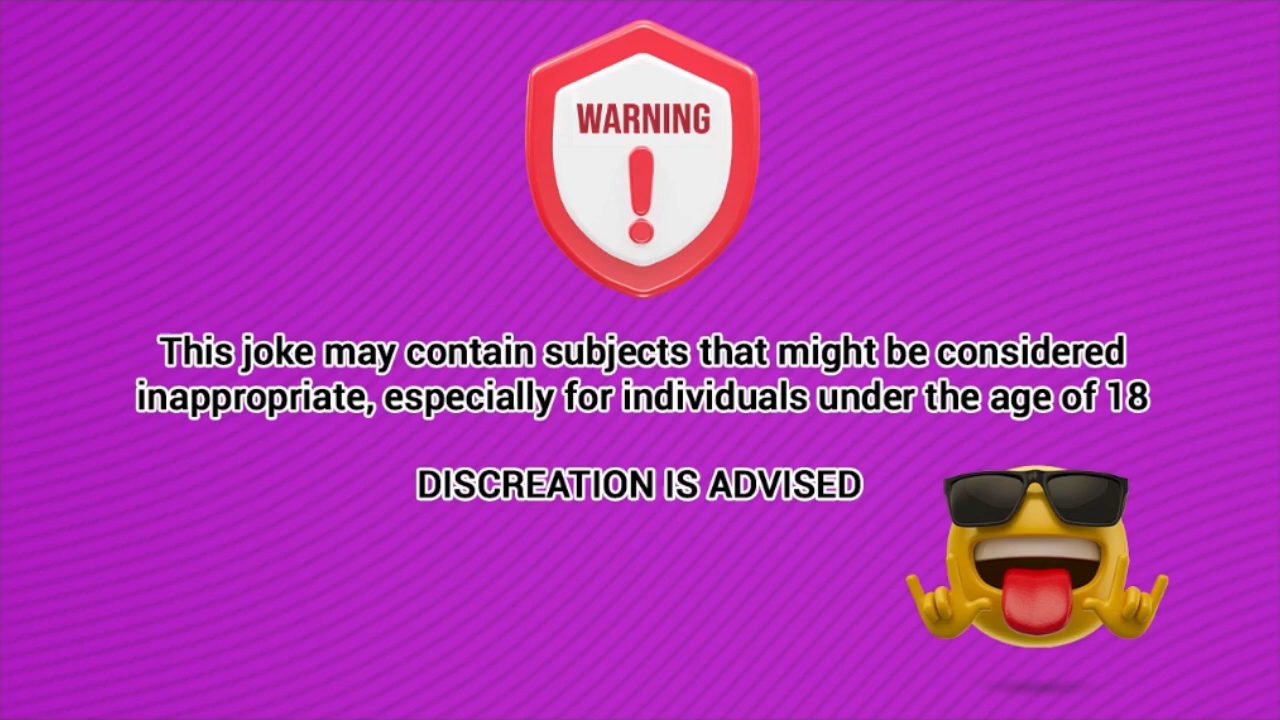 WARNING
This joke may contain subjects that might be considered
inappropriate, especially for individuals under the age of 18
DISCREATION IS ADVISED